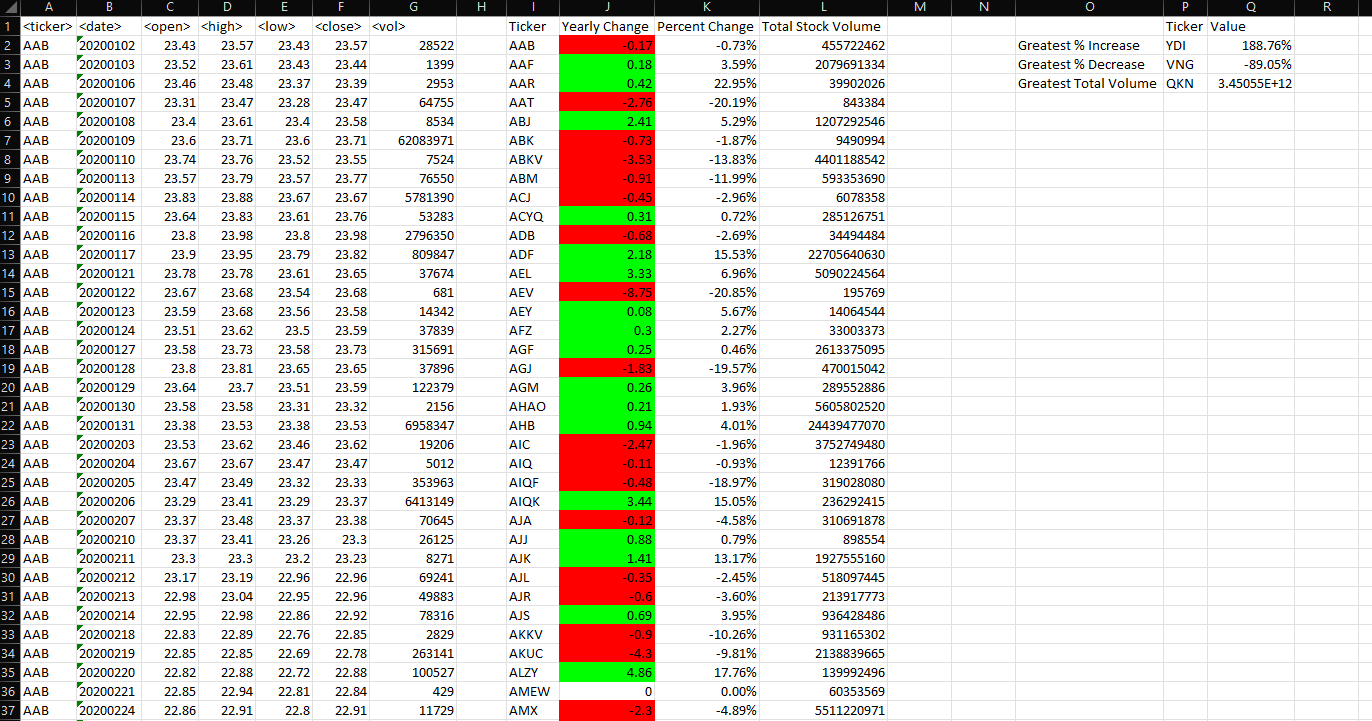 A B C D E F G H I J K L M N O P Q R
1 <ticker> <date> <open> <high> <low> <close> <vol> Ticker Yearly Change Percent Change Total Stock Volume Ticker Value
2 AAB 20200102 23.43 23.57 23.43 23.57 28522 AAB -0.17 -0.73% 455722462 Greatest % Increase YDI 188.76%
3 AAB 20200103 23.52 23.61 23.43 23.44 1399 AAF 0.18 3.59% 2079691334 Greatest % Decrease VNG -89.05%
4 AAB 20200106 23.46 23.48 23.37 23.39 2953 AAR 0.42 22.95% 39902026 Greatest Total Volume QKN 3.45055E+12
5 AAB 20200107 23.31 23.47 23.28 23.47 64755 AAT -2.76 -20.19% 843384
6 AAB 20200108 23.4 23.61 23.4 23.58 8534 ABJ 2.41 5.29% 1207292546
7 AAB 20200109 23.6 23.71 23.6 23.71 62083971 ABK -0.73 -1.87% 9490994
8 AAB 20200110 23.74 23.76 23.52 23.55 7524 ABKV -3.53 -13.83% 4401188542
9 AAB 20200113 23.57 23.79 23.57 23.77 76550 ABM -0.91 -11.99% 593353690
10 AAB 20200114 23.83 23.88 23.67 23.67 5781390 ACJ -0.45 -2.96% 6078358
11 AAB 20200115 23.64 23.83 23.61 23.76 53283 ACYQ 0.31 0.72% 285126751
12 AAB 20200116 23.8 23.98 23.8 23.98 2796350 ADB -0.68 -2.69% 34494484
13 AAB 20200117 23.9 23.95 23.79 23.82 809847 ADF 2.18 15.53% 22705640630
14 AAB 20200121 23.78 23.78 23.61 23.65 37674 AEL 3.33 6.96% 5090224564
15 AAB 20200122 23.67 23.68 23.54 23.68 681 AEV -8.75 -20.85% 195769
16 AAB 20200123 23.59 23.68 23.56 23.58 14342 AEY 0.08 5.67% 14064544
17 AAB 20200124 23.51 23.62 23.5 23.59 37839 AFZ 0.3 2.27% 33003373
18 AAB 20200127 23.58 23.73 23.58 23.73 315691 AGF 0.25 0.46% 2613375095
19 AAB 20200128 23.8 23.81 23.65 23.65 37896 AGJ -1.83 -19.57% 470015042
20 AAB 20200129 23.64 23.7 23.51 23.59 122379 AGM 0.26 3.96% 289552886
21 AAB 20200130 23.58 23.58 23.31 23.32 2156 AHAO 0.21 1.93% 5605802520
22 AAB 20200131 23.38 23.53 23.38 23.53 6958347 AHB 0.94 4.01% 24439477070
23 AAB 20200203 23.53 23.62 23.46 23.62 19206 AIC -2.47 -1.96% 3752749480
24 AAB 20200204 23.67 23.67 23.47 23.47 5012 AIQ -0.11 -0.93% 12391766
25 AAB 20200205 23.47 23.49 23.32 23.33 353963 AIQF -0.48 -18.97% 319028080
26 AAB 20200206 23.29 23.41 23.29 23.37 6413149 AIQK 3.44 15.05% 236292415
27 AAB 20200207 23.37 23.48 23.37 23.38 70645 AJA -0.12 -4.58% 310691878
28 AAB 20200210 23.37 23.41 23.26 23.3 26125 AJJ 0.88 0.79% 898554
29 AAB 20200211 23.3 23.3 23.2 23.23 8271 AJK 1.41 13.17% 1927555160
30 AAB 20200212 23.17 23.19 22.96 22.96 69241 AJL -0.35 -2.45% 518097445
31 AAB 20200213 22.98 23.04 22.95 22.96 49883 AJR -0.6 -3.60% 213917773
32 AAB 20200214 22.95 22.98 22.86 22.92 78316 AJS 0.69 3.95% 936428486
33 AAB 20200218 22.83 22.89 22.76 22.85 2829 AKKV -0.9 -10.26% 931165302
34 AAB 20200219 22.85 22.85 22.69 22.78 263141 AKUC -4.3 -9.81% 2138839665
35 AAB 20200220 22.82 22.88 22.72 22.88 100527 ALZY 4.86 17.76% 139992496
36 AAB 20200221 22.85 22.94 22.81 22.84 429 AMEW 0 0.00% 60353569
37 AAB 20200224 22.86 22.91 22.8 22.91 11729 AMX -2.3 -4.89% 5511220971